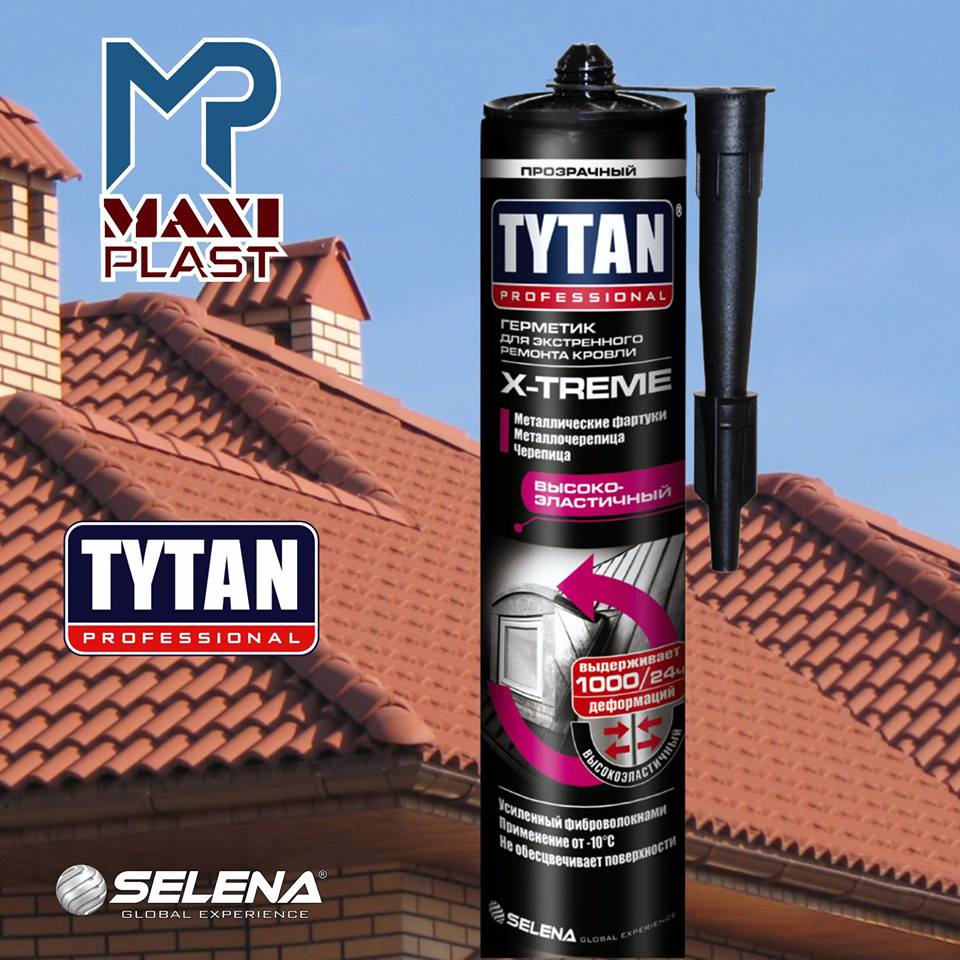 MP
MAXI
PLAST
TYTAN
PROFESSIONAL
SELENA®
GLOBAL EXPERIENCE
ПРОЗРАЧНЫЙ
TYTAN®
PROFESSIONAL
ГЕРМЕТИК
ДЛЯ ЭКСТРЕННОГО
РЕМОНТА КРОВЛИ
X-TREME
Металлические фартуки
Металлочерепица
Черепица
ВЫСОКО-
ЭЛАСТИЧНЫЙ
выдерживает
1000/24ч
деформаций
ВЫСОКОЭЛАСТИЧНЫЙ
Усиленный фиброволокнами
Применение от -10°C
Не обесцвечивает поверхности
SELENA GLOBAL EXPERIENCE